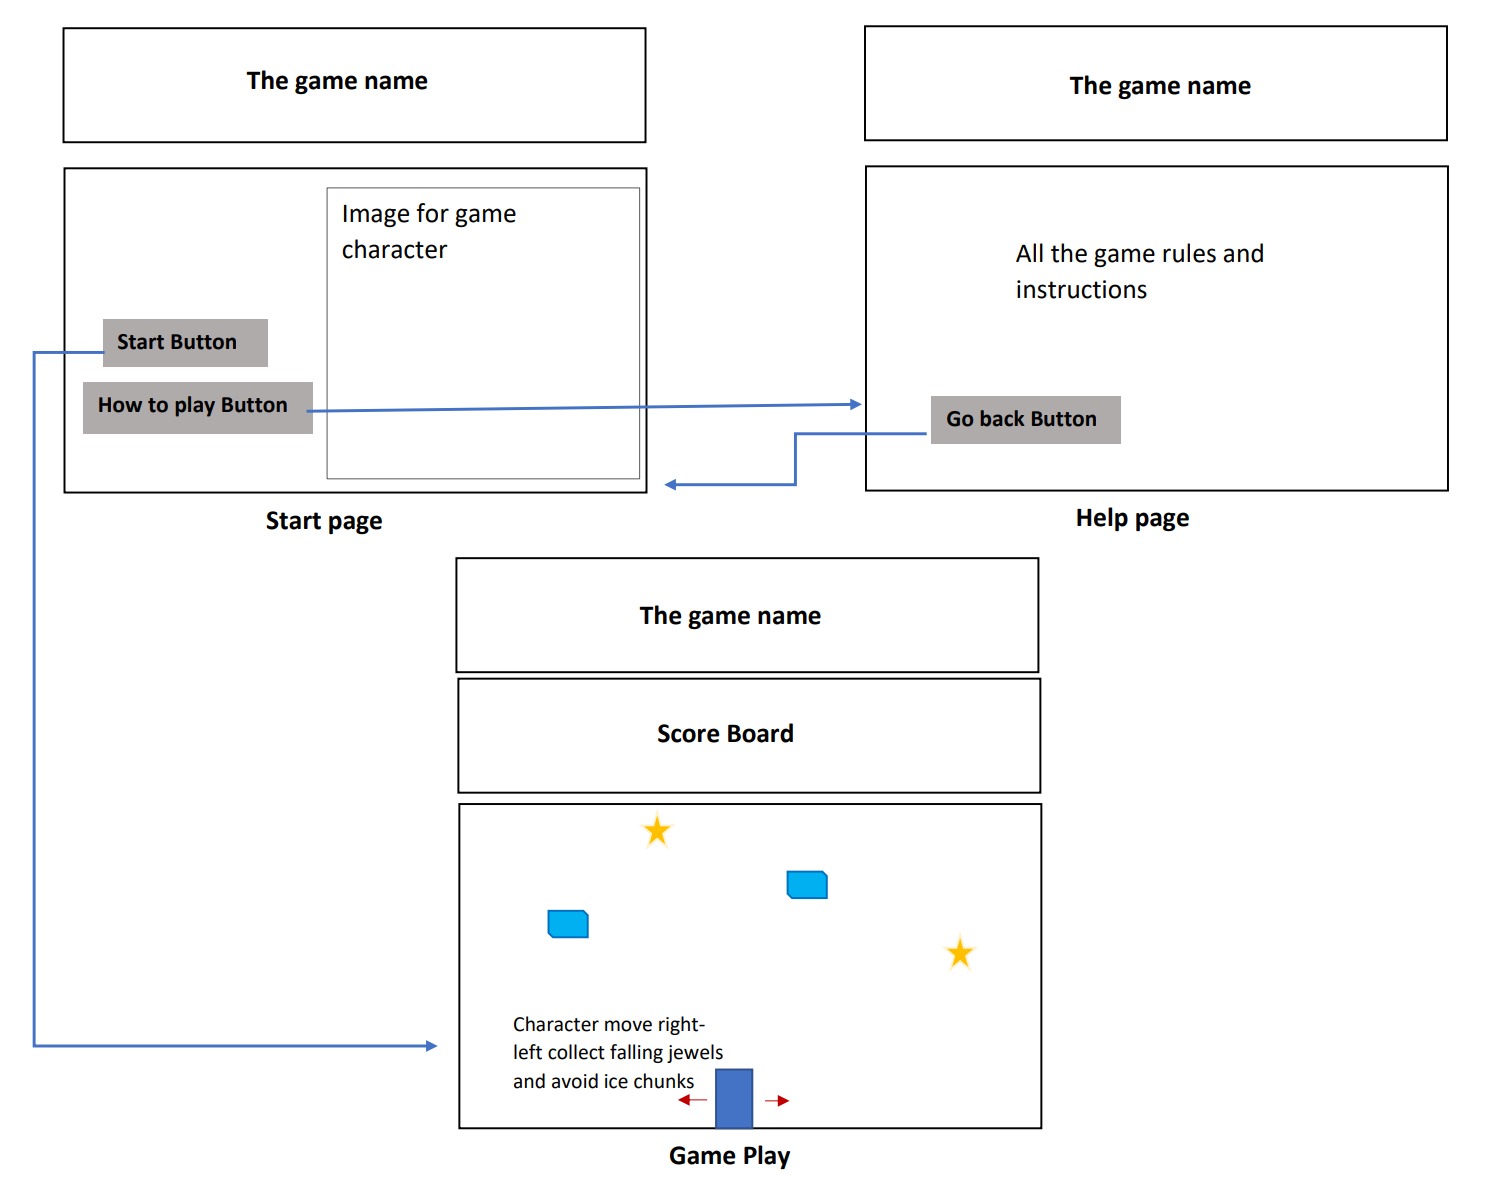 The game name
Image for game
character
Start Button
How to play Button
Start page
The game name
All the game rules and
instructions
Go back Button
Help page
The game name
Score Board
Character move right-
left collect falling jewels
and avoid ice chunks
Game Play